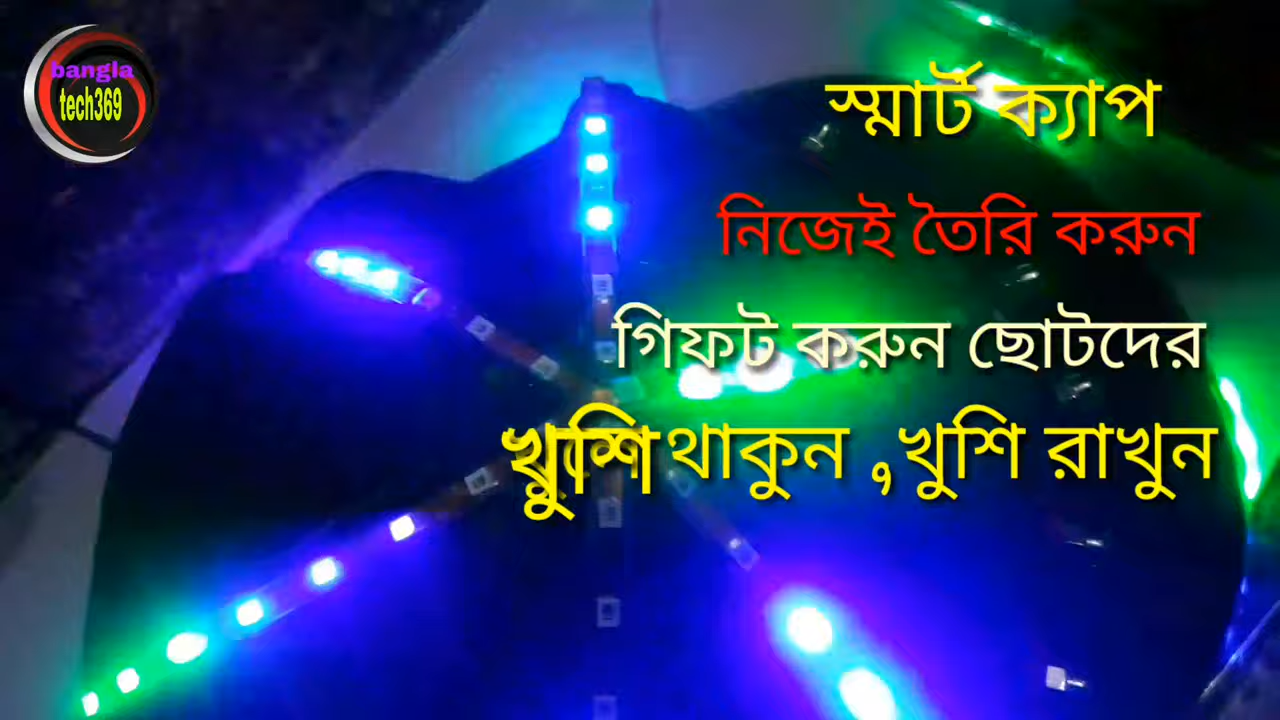 bangla
tech369
স্মার্ট ক্যাপ
নিজেই তৈরি করুন
গিফট করুন ছোটদের
খুশি থাকুন ,খুশি রাখুন